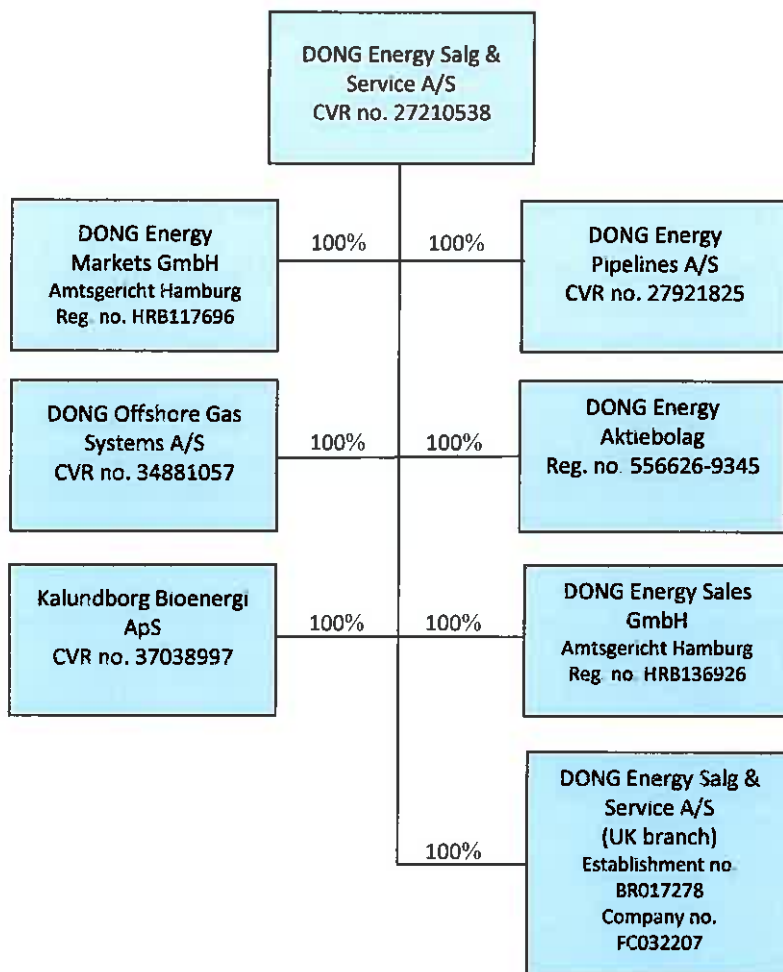 DONG Energy Salg &
Service A/S
CVR no. 27210538
DONG Energy
Markets GmbH
Amtsgericht Hamburg
Reg. no. HRB117696
100%
100%
DONG Energy
Pipelines A/S
CVR no. 27921825
DONG Offshore Gas
Systems A/S
CVR no. 34881057
100%
100%
DONG Energy
Aktiebolag
Reg. no. 556626-9345
Kalundborg Bioenergi
ApS
CVR no. 37038997
100%
100%
DONG Energy Sales
GmbH
Amtsgericht Hamburg
Reg. no. HRB136926
100%
DONG Energy Salg &
Service A/S
(UK branch)
Establishment no.
BR017278
Company no.
FC032207